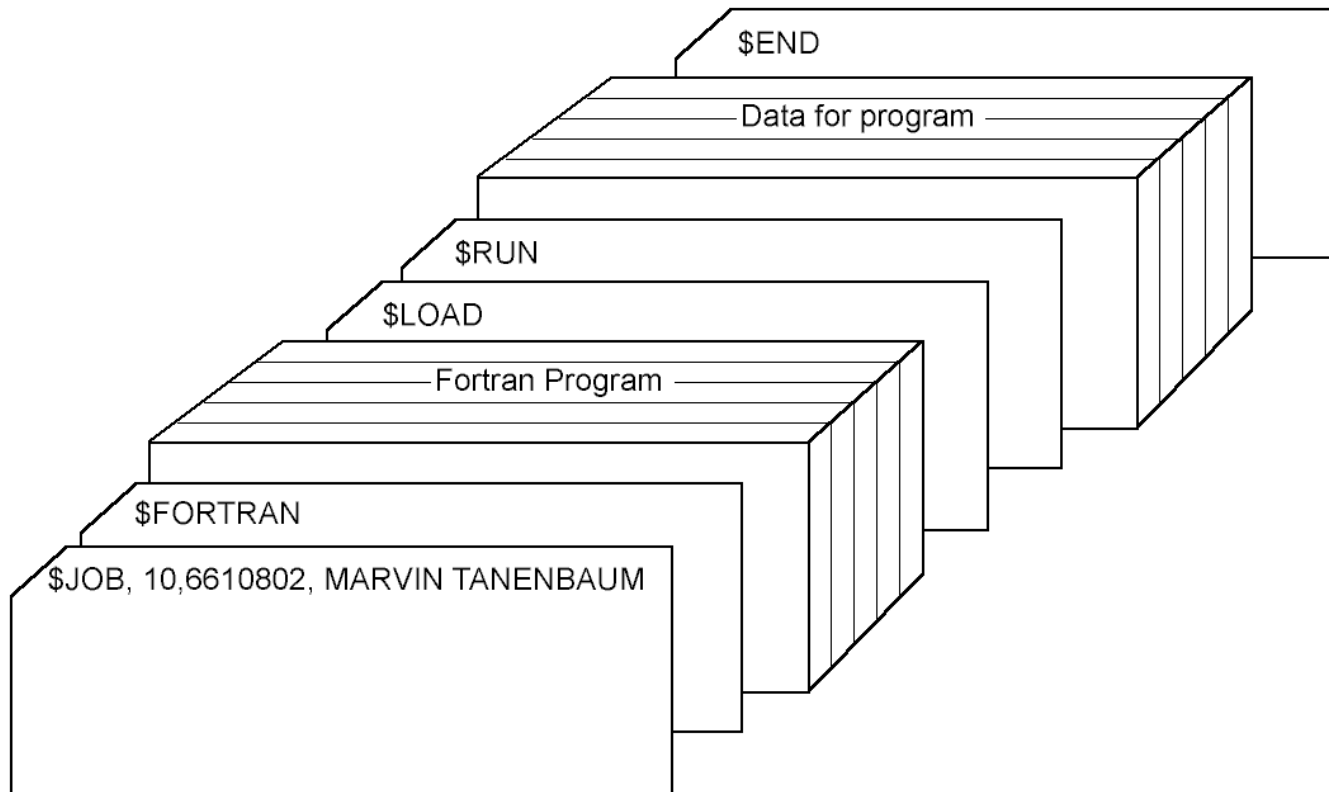 $END
Data for program
$RUN
$LOAD
Fortran Program
$FORTRAN
$JOB, 10,6610802, MARVIN TANENBAUM